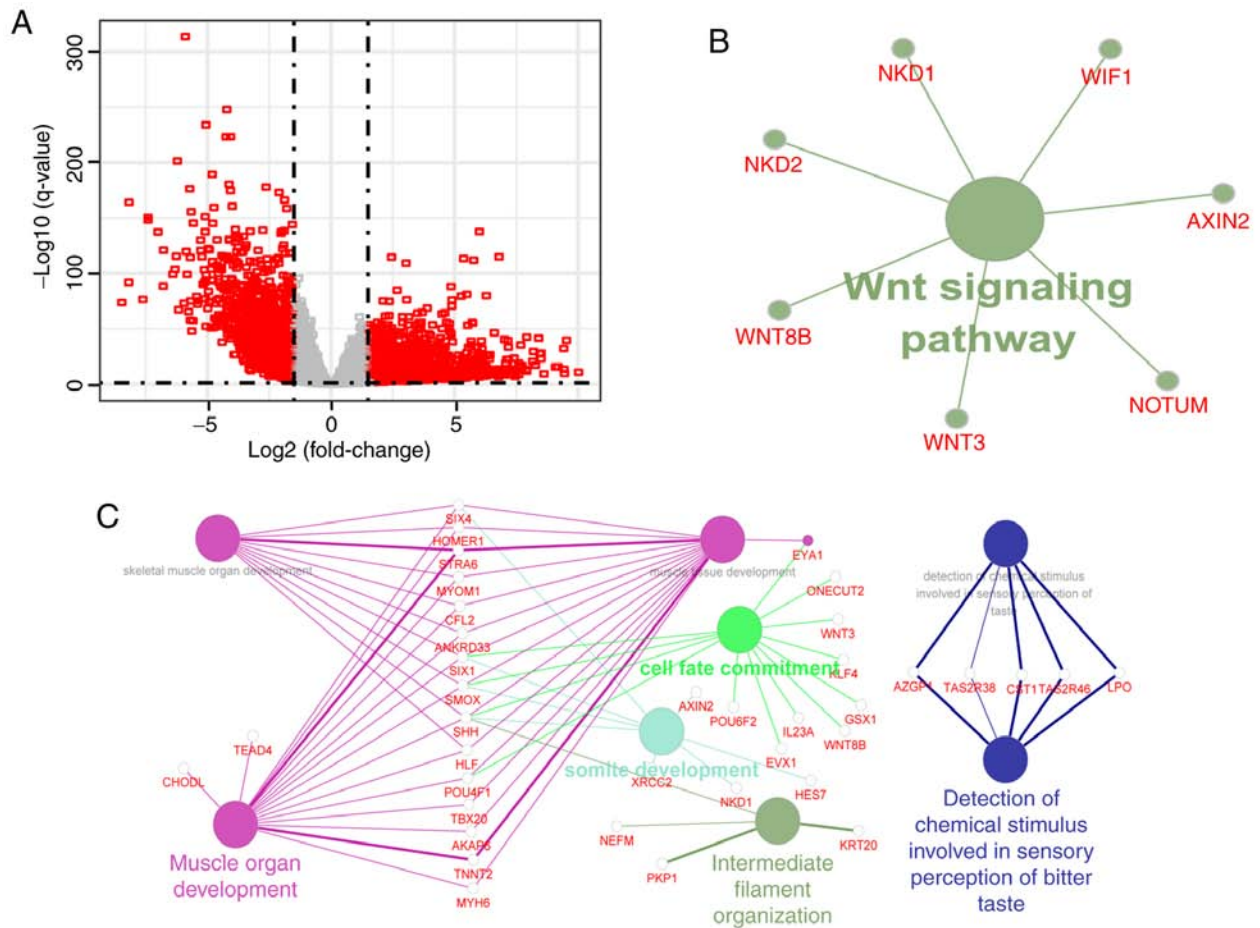 A
300
200
100
0
−Log10 (q-value)
−5
0
5
Log2 (fold-change)
B
NKD1
WIF1
NKD2
AXIN2
WNT8B
Wnt signaling
pathway
NOTUM
WNT3
C
SIX4
HOMER1
STRA6
MYOM1
CFL2
ANKRD33
SIX1
SMOX
SHH
HLF
POU4F1
TBX20
AKAP6
TNNT2
MYH6
skeletal muscle organ development
muscle tissue development
EYA1
ONECUT2
WNT3
KLF4
GSX1
WNT8B
IL23A
EVX1
POU6F2
AXIN2
cell fate commitment
somite development
XRCC2
NKD1
HES7
TEAD4
CHODL
Muscle organ
development
NEFM
PKP1
KRT20
Intermediate
filament
organization
detection of chemical stimulus
involved in sensory perception of
taste
AZGP1
TAS2R38
CST1
TAS2R46
LPO
Detection of
chemical stimulus
involved in sensory
perception of bitter
taste